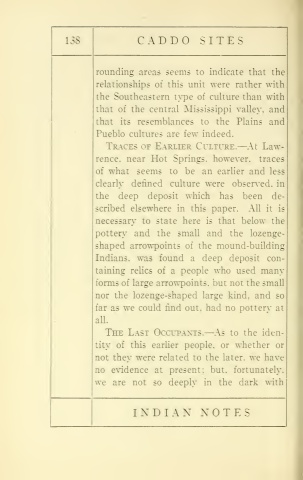 138
CADDO SITES
rounding areas seems to indicate that the
relationships of this unit were rather with
the Southeastern type of culture than with
that of the central Mississippi valley, and
that its resemblances to the Plains and
Pueblo cultures are few indeed.
TRACES OF EARLIER CULTURE.—At Law-
rence, near Hot Springs, however, traces
of what seems to be an earlier and less
clearly defined culture were observed, in
the deep deposit which has been de-
scribed elsewhere in this paper. All it is
necessary to state here is that below the
pottery and the small and the lozenge-
shaped arrowpoints of the mound-building
Indians, was found a deep deposit con-
taining relics of a people who used many
forms of large arrowpoints, but not the small
nor the lozenge-shaped large kind, and so
far as we could find out, had no pottery at
all.
THE LAST OCCUPANTS.—As to the iden-
tity of this earlier people, or whether or
not they were related to the later, we have
no evidence at present; but, fortunately,
we are not so deeply in the dark with
INDIAN NOTES